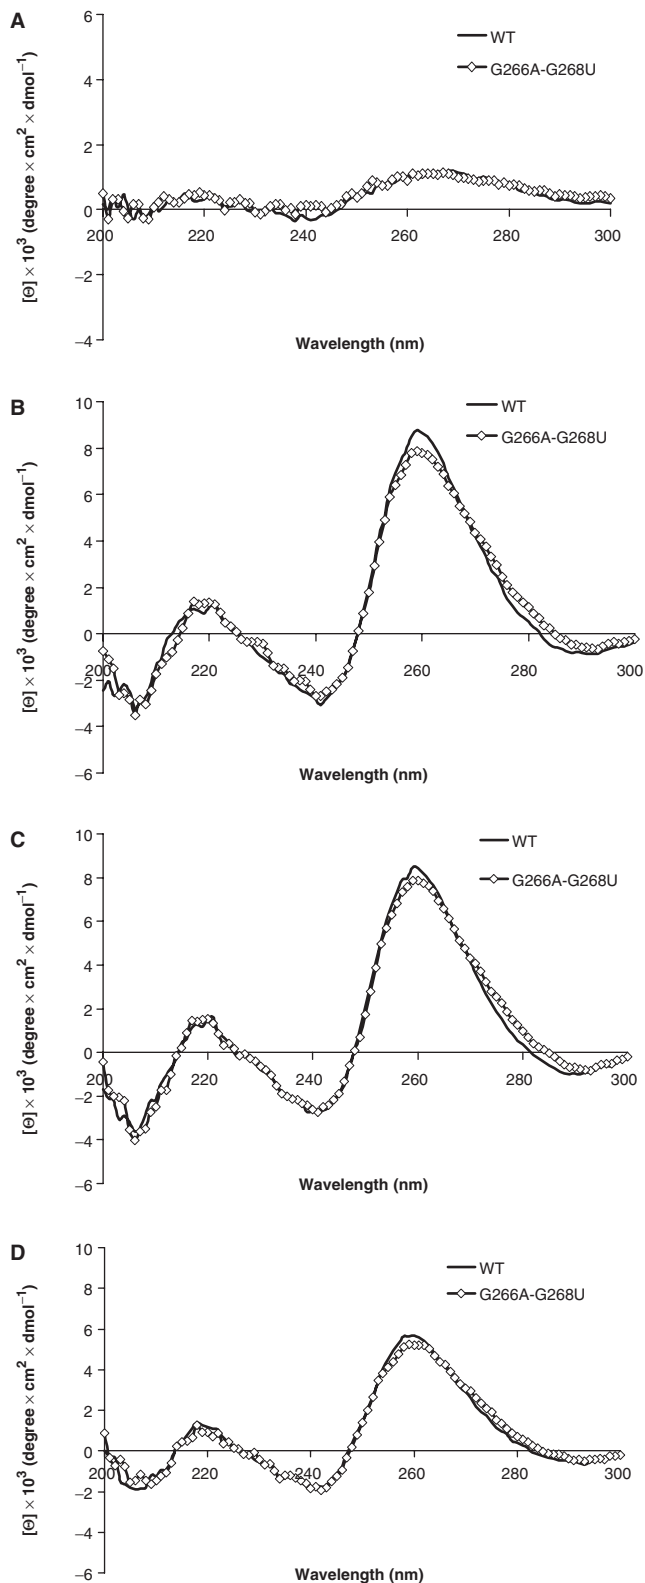 A
6
4
2
0
−2
−4
WT
G266A-G268U
200 220 240 260 280 300
[Θ] × 10³ (degree × cm² × dmol⁻¹)
Wavelength (nm)
B
10
8
6
4
2
0
−2
−4
−6
WT
G266A-G268U
200 220 240 260 280 300
[Θ] × 10³ (degree × cm² × dmol⁻¹)
Wavelength (nm)
C
10
8
6
4
2
0
−2
−4
−6
WT
G266A-G268U
200 220 240 260 280 300
[Θ] × 10³ (degree × cm² × dmol⁻¹)
Wavelength (nm)
D
10
8
6
4
2
0
−2
−4
−6
WT
G266A-G268U
200 220 240 260 280 300
[Θ] × 10³ (degree × cm² × dmol⁻¹)
Wavelength (nm)